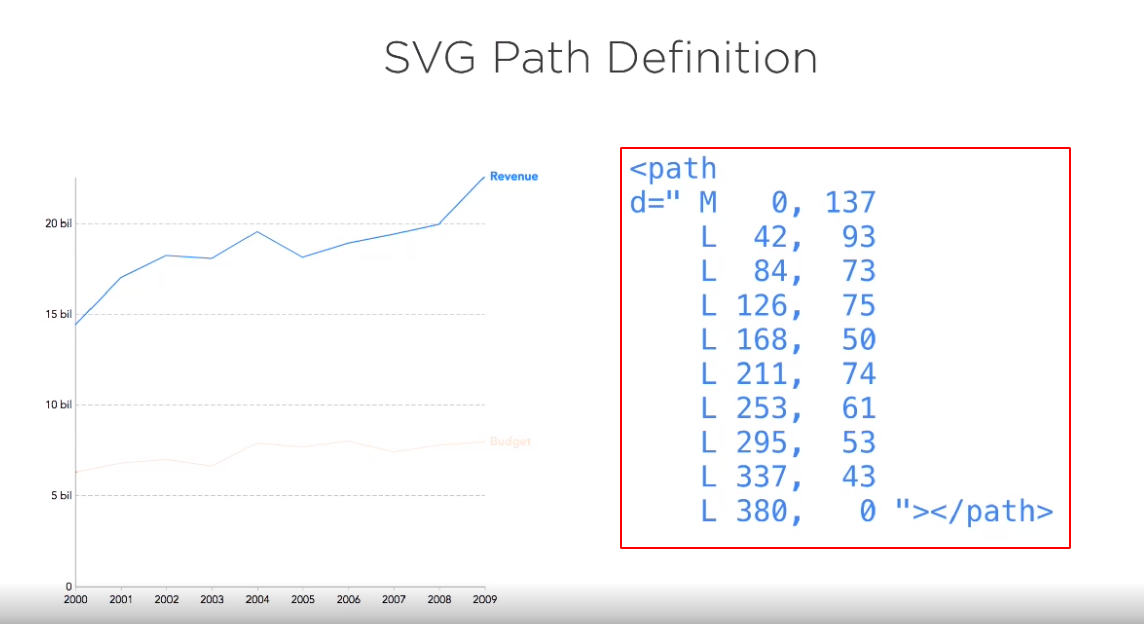 SVG Path Definition
Revenue
20 bil
15 bil
10 bil
Budget
5 bil
0
2000 2001 2002 2003 2004 2005 2006 2007 2008 2009
<path
d=" M 0, 137
L 42, 93
L 84, 73
L 126, 75
L 168, 50
L 211, 74
L 253, 61
L 295, 53
L 337, 43
L 380, 0 "></path>